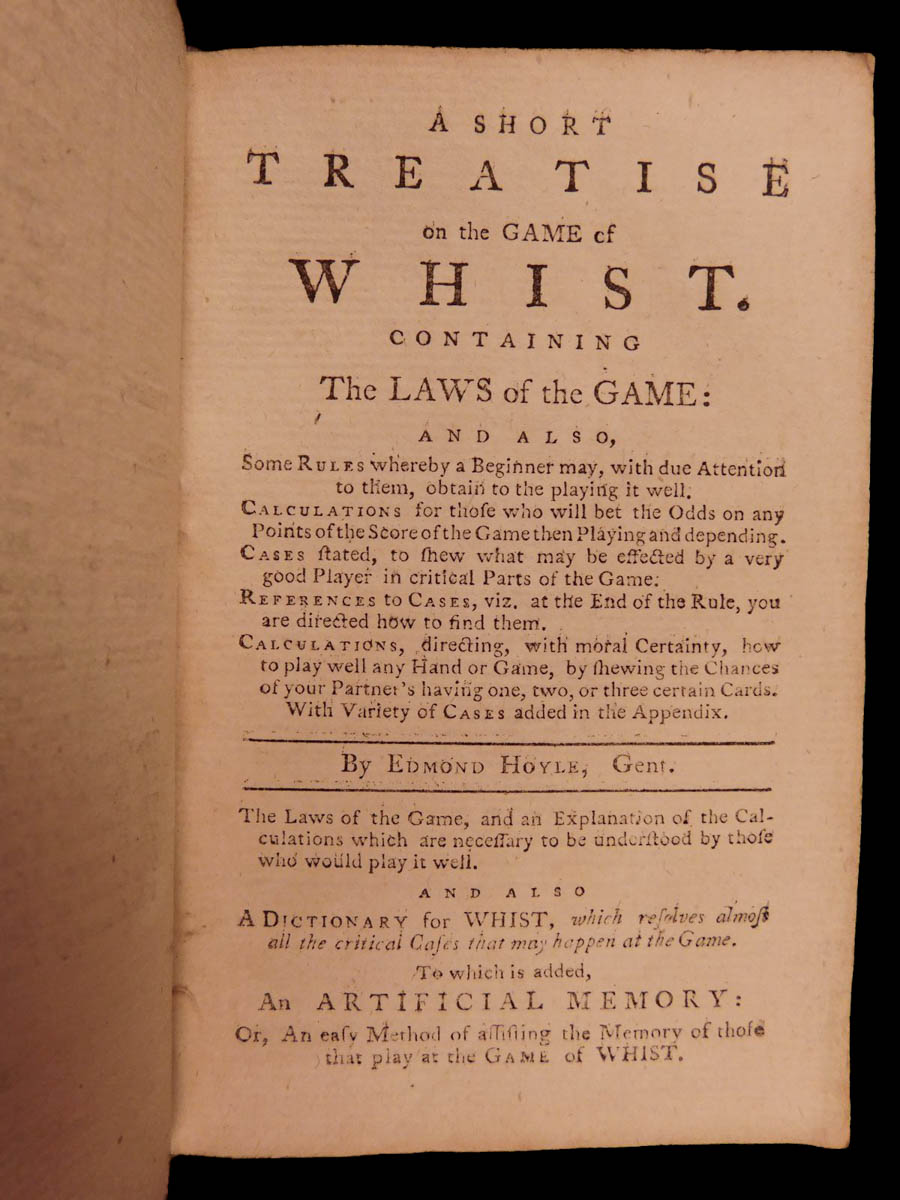 A SHORT
TREATISE
on the GAME cf
WHIST.
CONTAINING
The LAWS of the GAME:
AND ALSO,
Some RULES whereby a Beginner may, with due Attention
to them, obtain to the playing it well.
CALCULATIONS for thoſe who will bet the Odds on any
Points of the Score of the Game then Playing and depending.
CASES ſtated, to ſhew what may be effected by a very
good Player in critical Parts of the Game:
REFERENCES to CASES, viz. at the End of the Rule, you
are directed how to find them.
CALCULATIONS, directing, with moral Certainty, how
to play well any Hand or Game, by ſhewing the Chances
of your Partner's having one, two, or three certain Cards.
With Variety of CASES added in the Appendix.
By EDMOND HOYLE, Gent.
The Laws of the Game, and an Explanation of the Cal-
culations which are neceſſary to be underſtood by thoſe
who would play it well.
AND ALSO
A DICTIONARY for WHIST, which reſolves almoſt
all the critical Caſes that may happen at the Game.
To which is added,
An ARTIFICIAL MEMORY:
Or, An eaſy Method of aſſiſting the Memory of thoſe
that play at the GAME of WHIST.